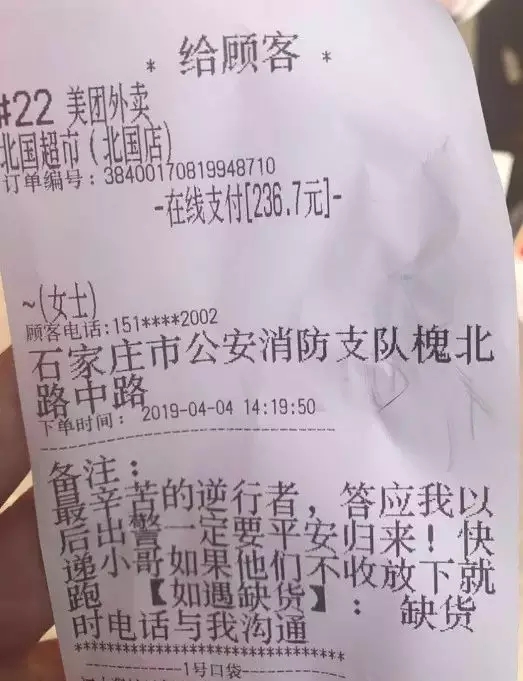 * 给顾客 *
#22 美团外卖
北国超市(北国店)
订单编号:38400170819948710
-在线支付[236.7元]-
~(女士)
顾客电话:151****2002
石家庄市公安消防支队槐北
路中路
下单时间: 2019-04-04 14:19:50
备注:
最辛苦的逆行者,答应我以
后出警一定要平安归来!快
递小哥如果他们不收放下就
跑 【如遇缺货】: 缺货
时电话与我沟通
********************************
----------1号口袋----------